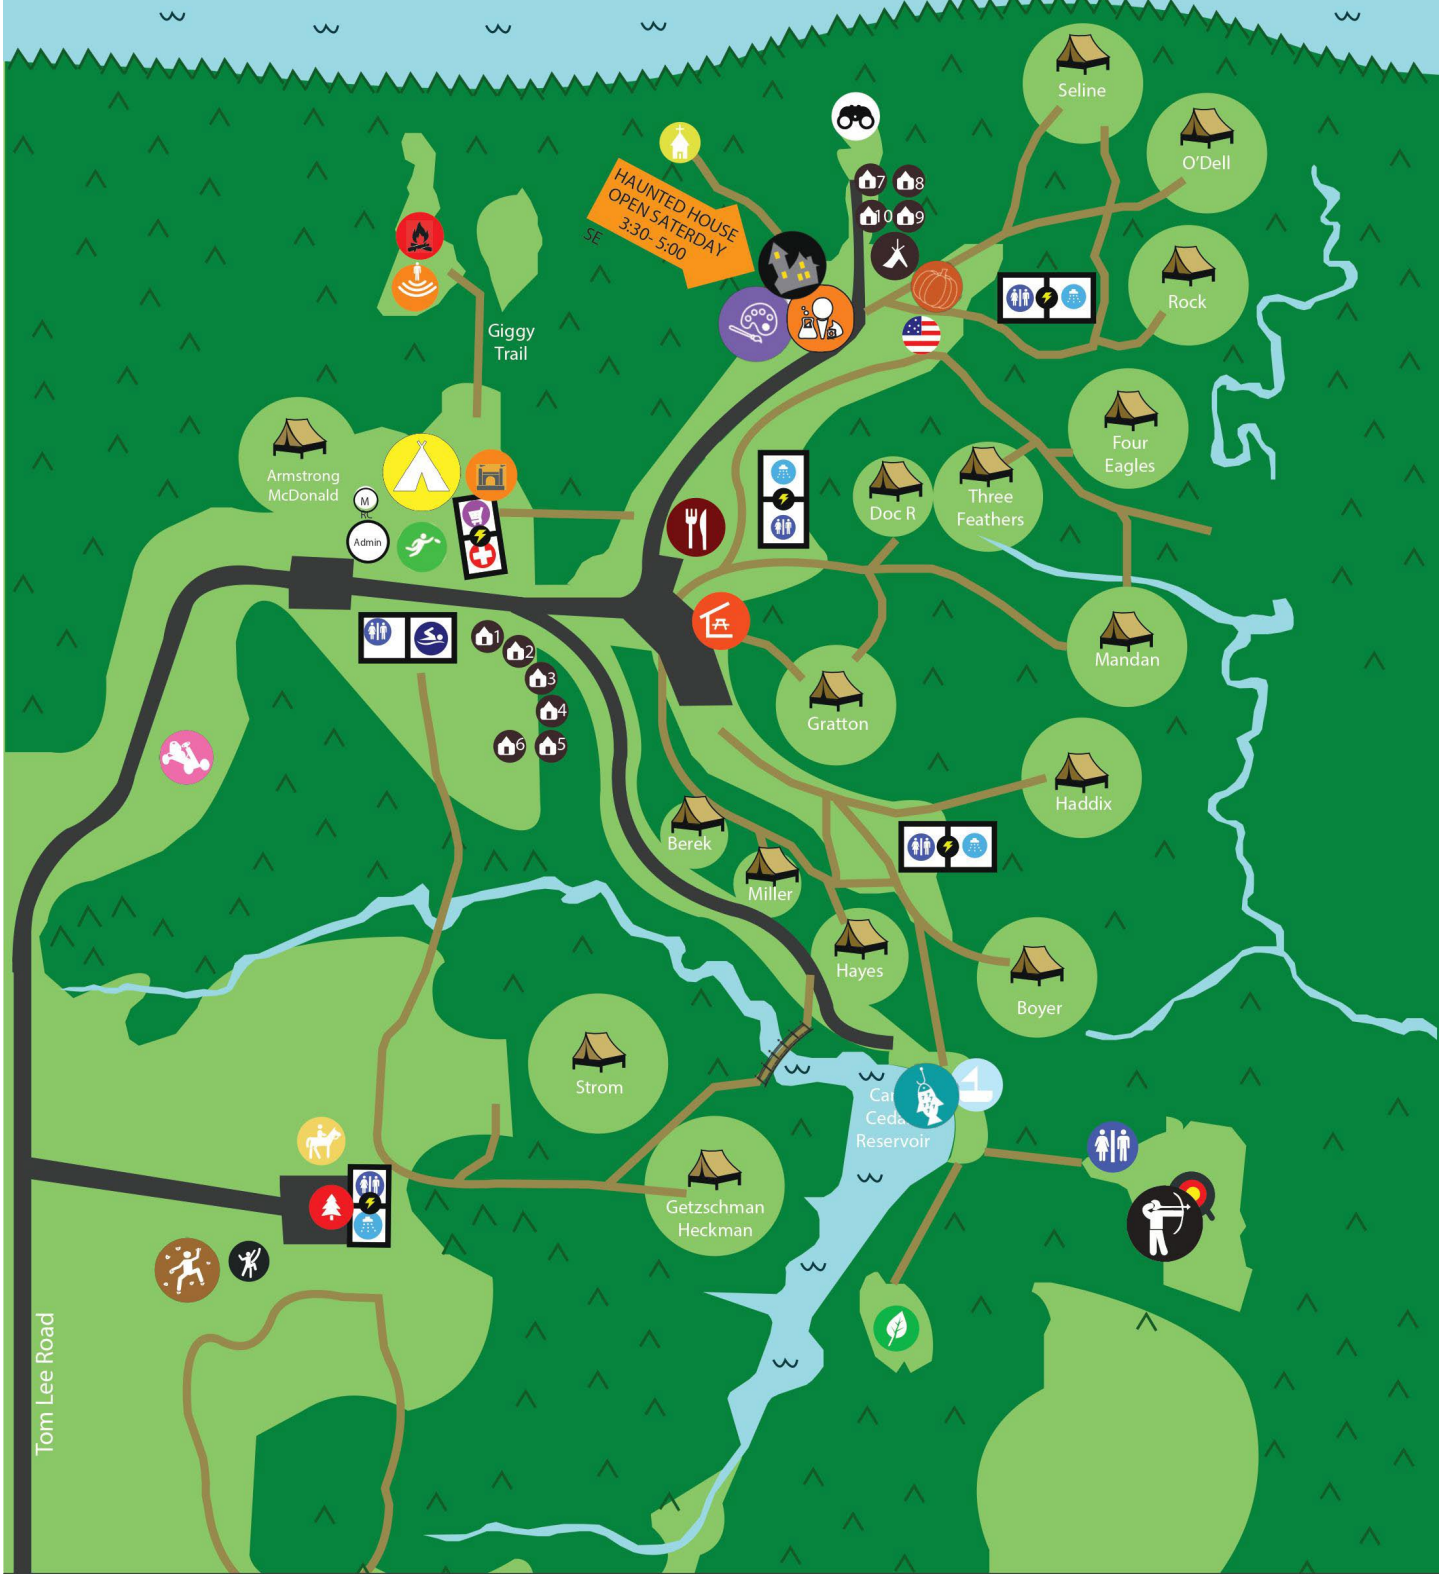 Seline
O'Dell
HAUNTED HOUSE
OPEN SATERDAY
3:30- 5:00
SE
7
8
10
9
Rock
Giggy
Trail
Four
Eagles
Armstrong
McDonald
M
RC
Admin
Doc R
Three
Feathers
1
2
3
4
5
6
Mandan
Gratton
Haddix
Berek
Miller
Hayes
Boyer
Strom
Reservoir
Getzschman
Heckman
Tom Lee Road